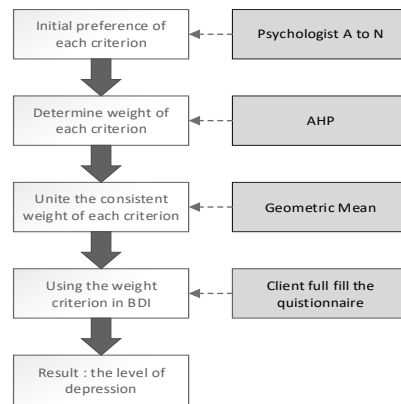 Initial preference of
each criterion
Psychologist A to N
Determine weight of
each criterion
AHP
Unite the consistent
weight of each criterion
Geometric Mean
Using the weight
criterion in BDI
Client full fill the
quistionnaire
Result : the level of
depression